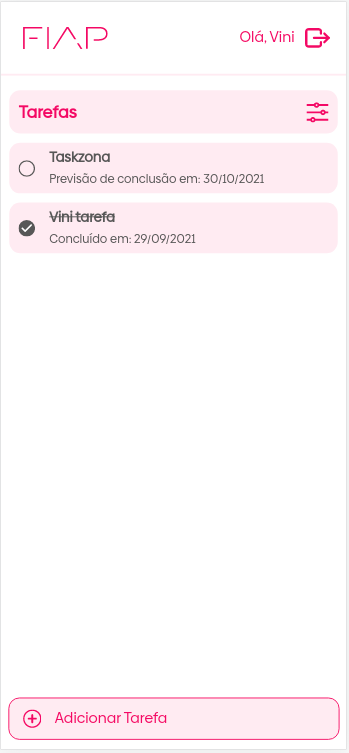 FIAP
Olá, Vini
Tarefas
Taskzona
Previsão de conclusão em: 30/10/2021
Vini tarefa
Concluído em: 29/09/2021
Adicionar Tarefa